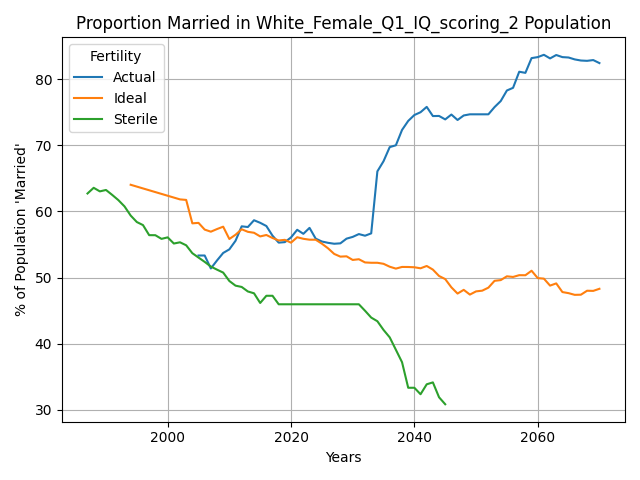 Proportion Married in White_Female_Q1_IQ_scoring_2 Population
Fertility
Actual
Ideal
Sterile
% of Population 'Married'
80
70
60
50
40
30
2000
2020
2040
2060
Years